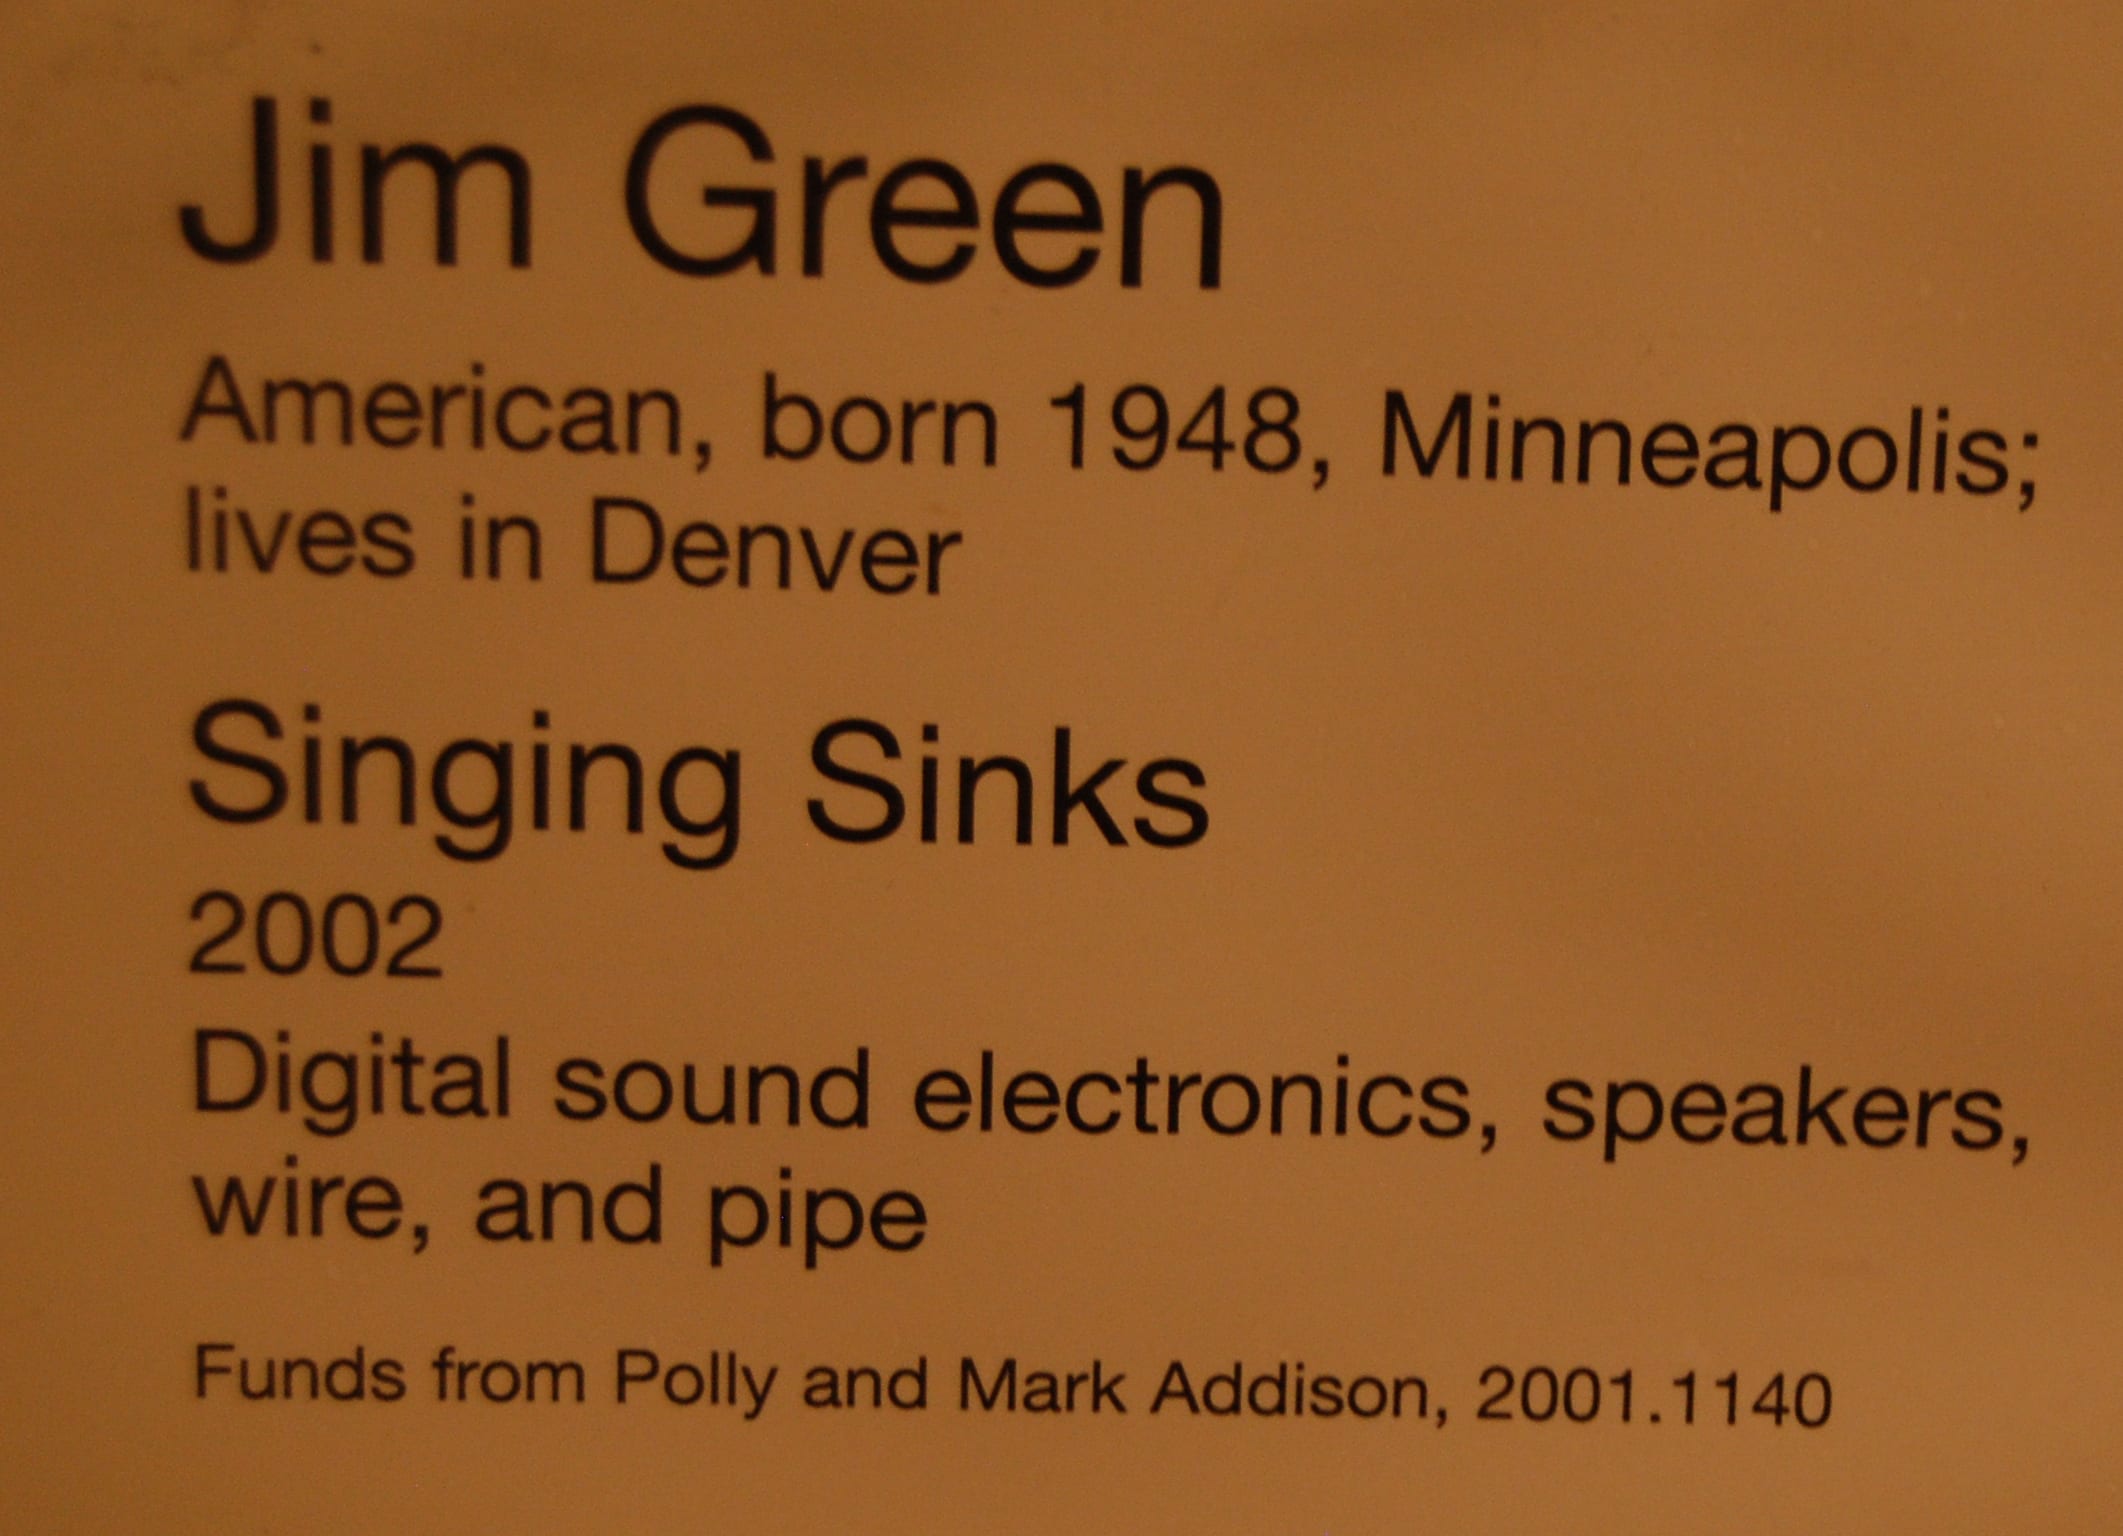 Jim Green
American, born 1948, Minneapolis;
lives in Denver
Singing Sinks
2002
Digital sound electronics, speakers,
wire, and pipe
Funds from Polly and Mark Addison, 2001.1140